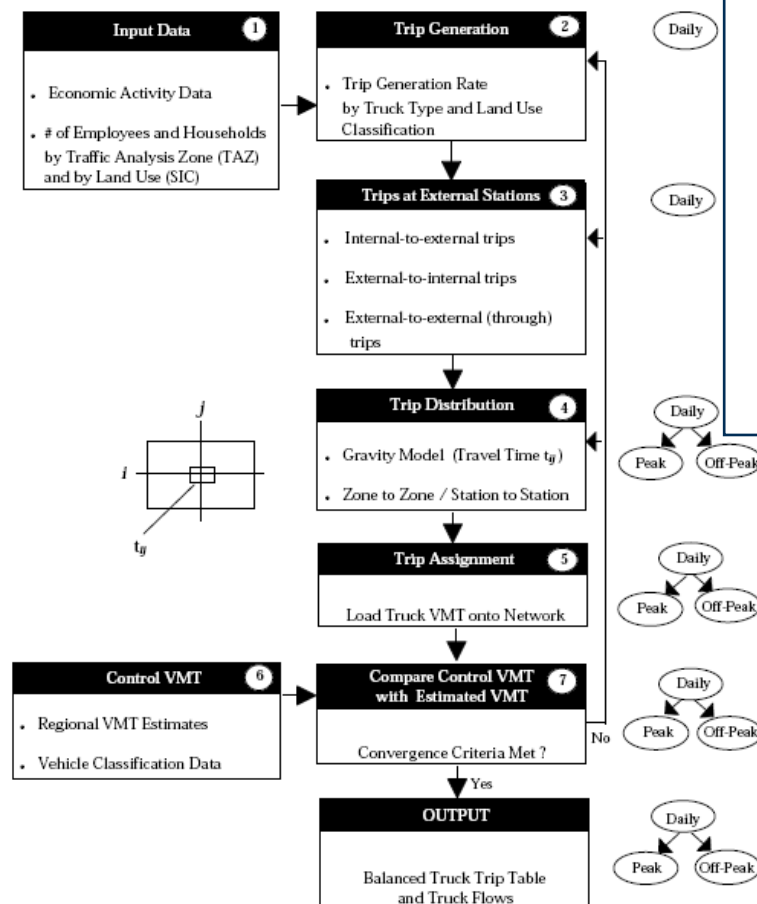 Input Data 1
• Economic Activity Data
• # of Employees and Households
by Traffic Analysis Zone (TAZ)
and by Land Use (SIC)
Trip Generation 2
• Trip Generation Rate
by Truck Type and Land Use
Classification
Daily
Trips at External Stations 3
• Internal-to-external trips
• External-to-internal trips
• External-to-external (through)
trips
Daily
j
i
tij
Trip Distribution 4
• Gravity Model (Travel Time tij)
• Zone to Zone / Station to Station
Daily
Peak Off-Peak
Trip Assignment 5
Load Truck VMT onto Network
Daily
Peak Off-Peak
Control VMT 6
• Regional VMT Estimates
• Vehicle Classification Data
Compare Control VMT
with Estimated VMT 7
Convergence Criteria Met ?
No
Yes
Daily
Peak Off-Peak
OUTPUT
Balanced Truck Trip Table
and Truck Flows
Daily
Peak Off-Peak